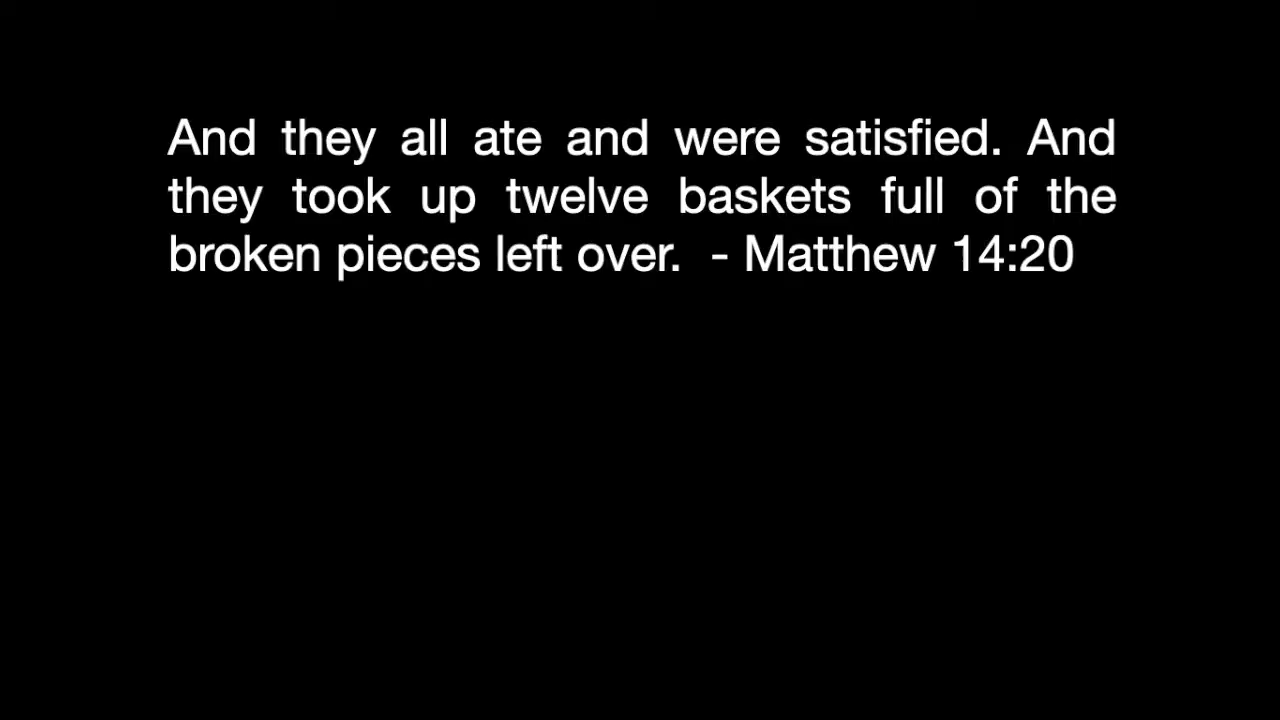 And they all ate and were satisfied. And
they took up twelve baskets full of the
broken pieces left over.  - Matthew 14:20